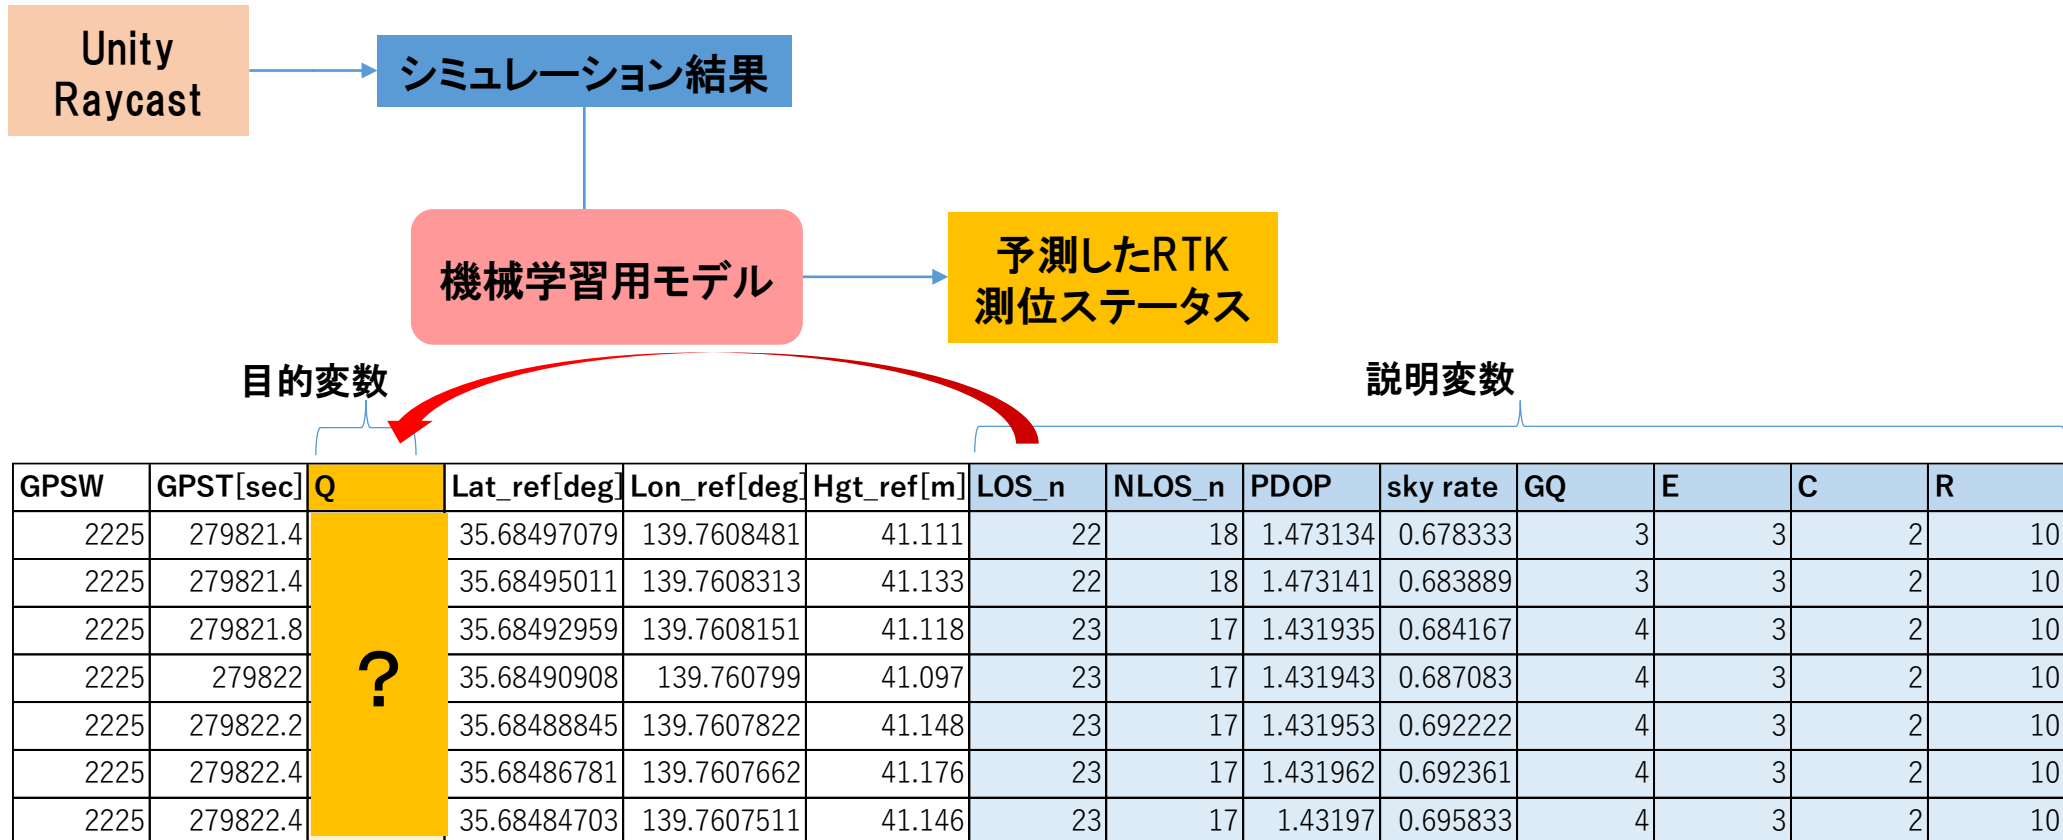 Unity
Raycast
シミュレーション結果
機械学習用モデル
予測したRTK
測位ステータス
目的変数
説明変数
GPSW GPST[sec] Q Lat_ref[deg] Lon_ref[deg] Hgt_ref[m] LOS_n NLOS_n PDOP sky rate GQ E C R
2225 279821.4 35.68497079 139.7608481 41.111 22 18 1.473134 0.678333 3 3 2 10
2225 279821.4 35.68495011 139.7608313 41.133 22 18 1.473141 0.683889 3 3 2 10
2225 279821.8 35.68492959 139.7608151 41.118 23 17 1.431935 0.684167 4 3 2 10
2225 279822 ? 35.68490908 139.760799 41.097 23 17 1.431943 0.687083 4 3 2 10
2225 279822.2 35.68488845 139.7607822 41.148 23 17 1.431953 0.692222 4 3 2 10
2225 279822.4 35.68486781 139.7607662 41.176 23 17 1.431962 0.692361 4 3 2 10
2225 279822.4 35.68484703 139.7607511 41.146 23 17 1.43197 0.695833 4 3 2 10